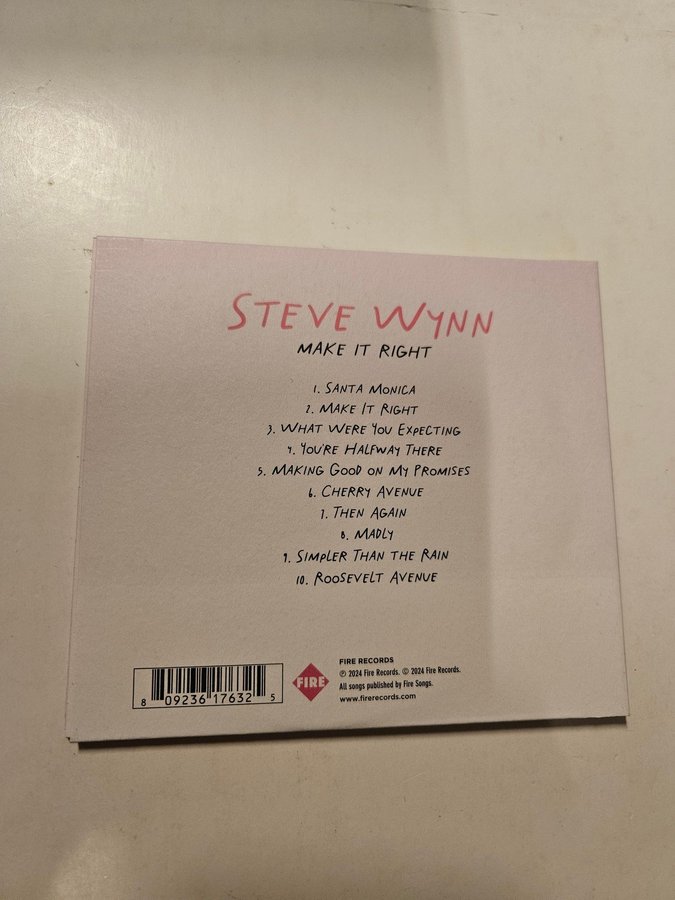 STEVE WYNN
MAKE IT RIGHT
1. SANTA MONICA
2. MAKE IT RIGHT
3. WHAT WERE YOU EXPECTING
4. YOU'RE HALFWAY THERE
5. MAKING GOOD ON MY PROMISES
6. CHERRY AVENUE
7. THEN AGAIN
8. MADLY
9. SIMPLER THAN THE RAIN
10. ROOSEVELT AVENUE
8 09236 17632 5
FIRE
FIRE RECORDS
℗ 2024 Fire Records. © 2024 Fire Records.
All songs published by Fire Songs.
www.firerecords.com